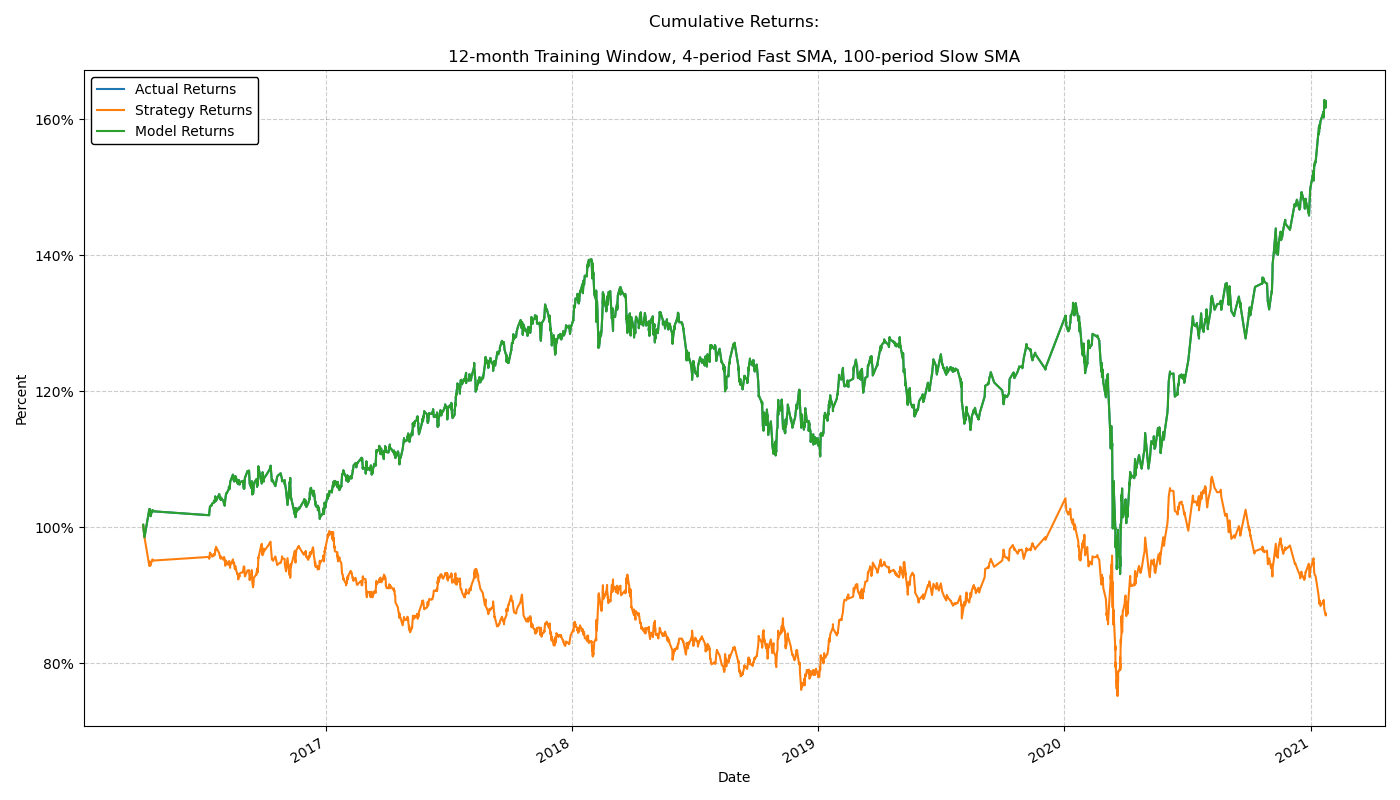 Cumulative Returns:
12-month Training Window, 4-period Fast SMA, 100-period Slow SMA
Actual Returns
Strategy Returns
Model Returns
160%
140%
120%
100%
80%
Percent
2017
2018
2019
2020
2021
Date